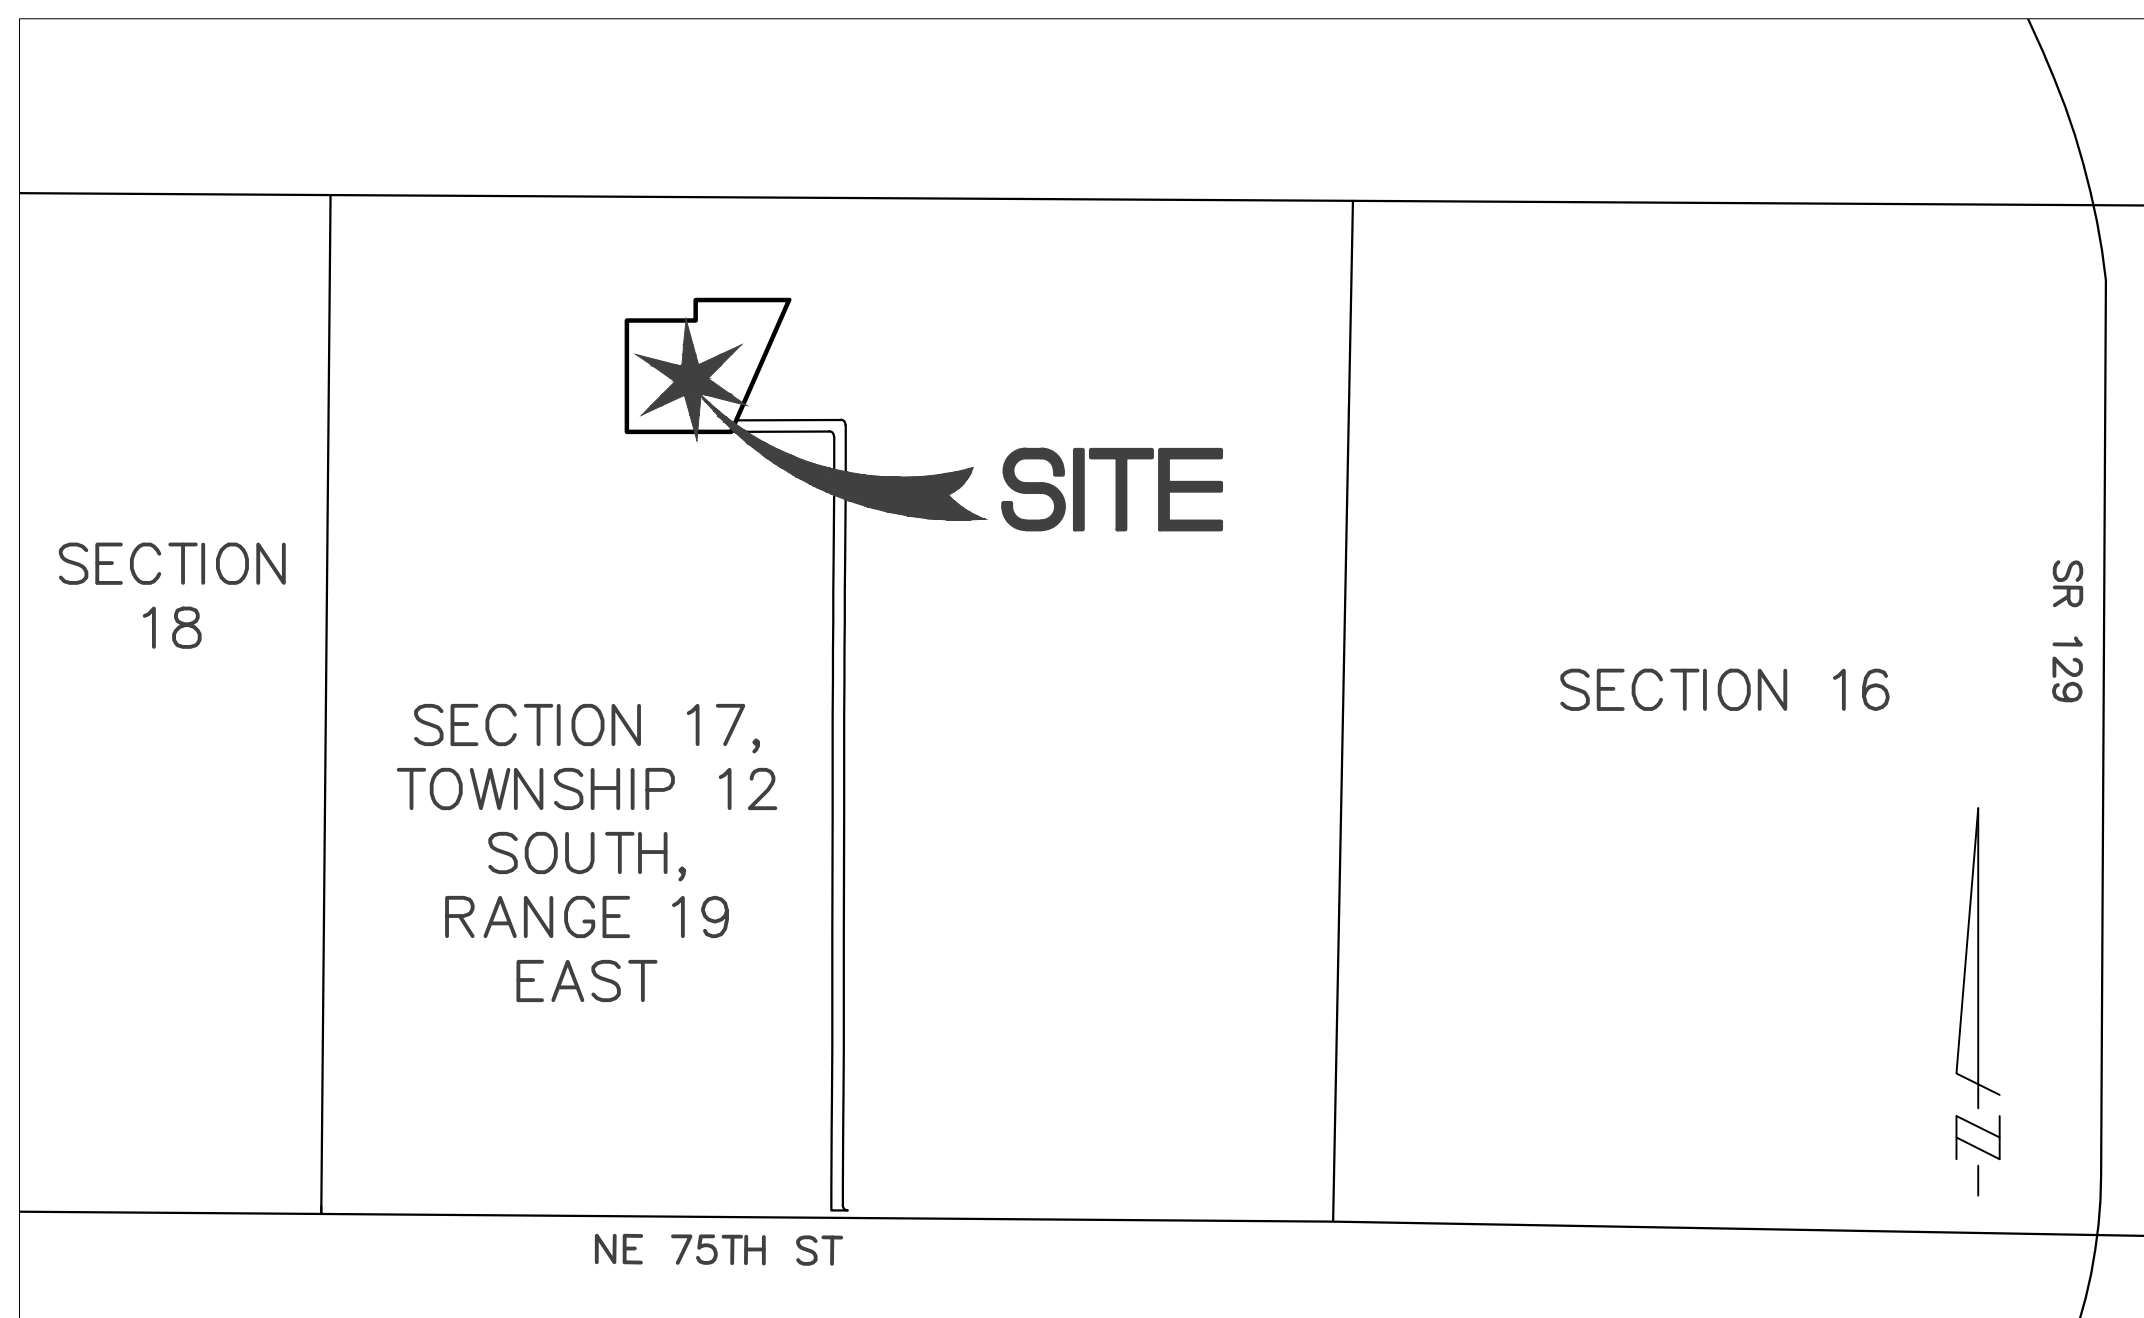 SITE
SECTION
18
SECTION 17,
TOWNSHIP 12
SOUTH,
RANGE 19
EAST
SECTION 16
SR 129
N
NE 75TH ST